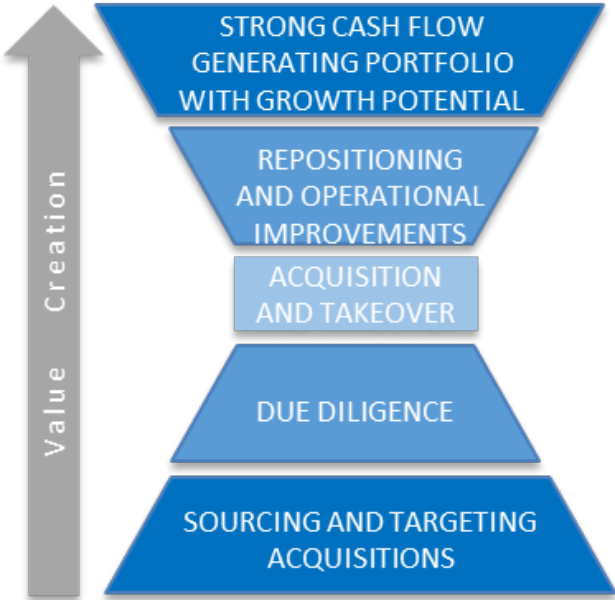 STRONG CASH FLOW
GENERATING PORTFOLIO
WITH GROWTH POTENTIAL
REPOSITIONING
AND OPERATIONAL
IMPROVEMENTS
ACQUISITION
AND TAKEOVER
DUE DILIGENCE
SOURCING AND TARGETING
ACQUISITIONS
Value Creation